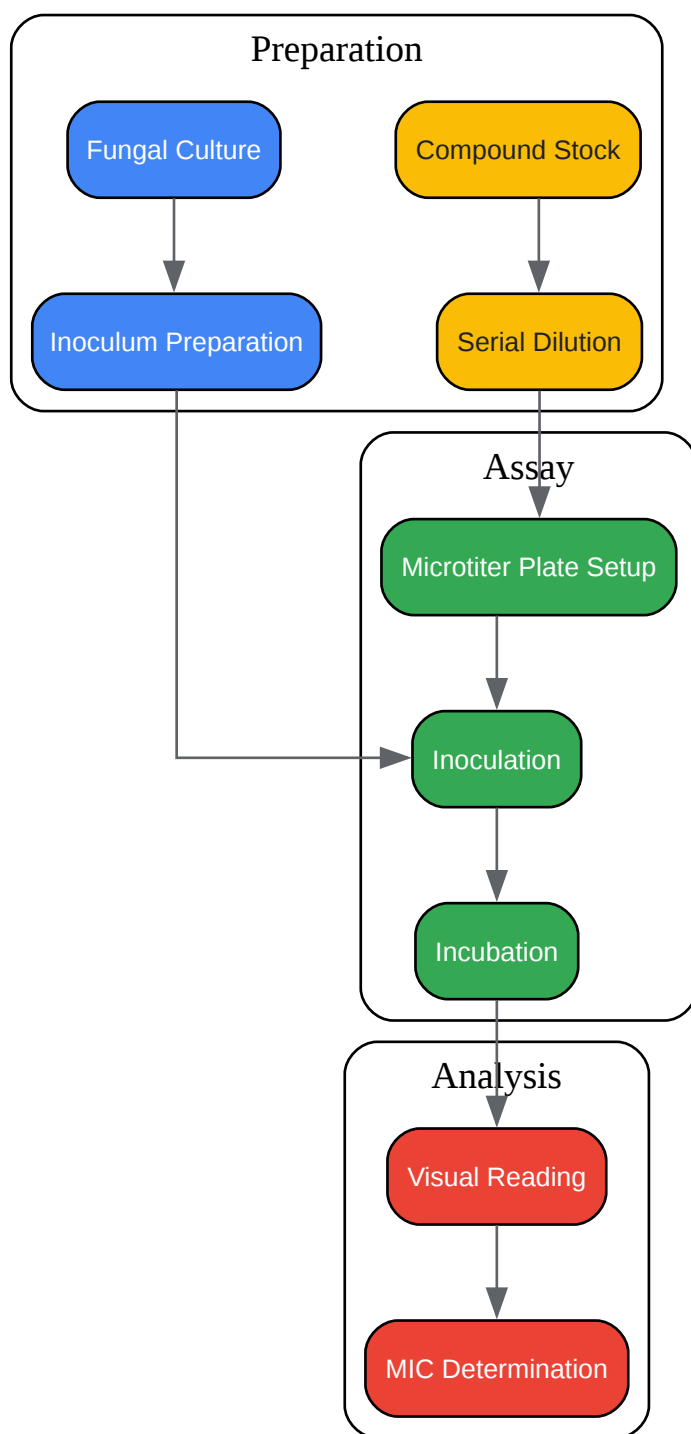 Preparation
Fungal Culture
Compound Stock
Inoculum Preparation
Serial Dilution
Assay
Microtiter Plate Setup
Inoculation
Incubation
Analysis
Visual Reading
MIC Determination